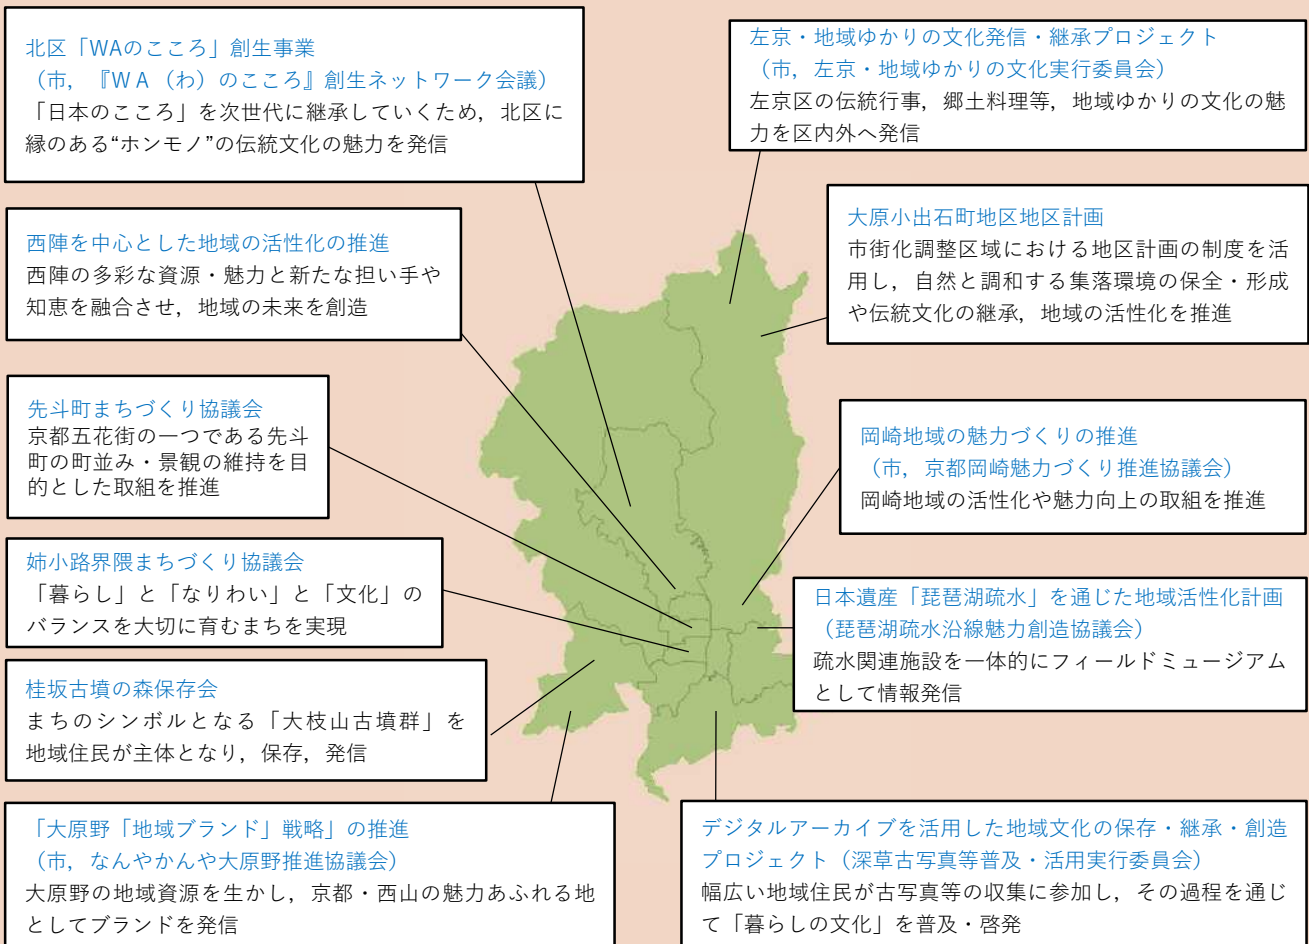 北区「WAのこころ」創生事業
（市，『ＷＡ（わ）のこころ』創生ネットワーク会議）
「日本のこころ」を次世代に継承していくため，北区に
縁のある“ホンモノ”の伝統文化の魅力を発信
西陣を中心とした地域の活性化の推進
西陣の多彩な資源・魅力と新たな担い手や
知恵を融合させ，地域の未来を創造
先斗町まちづくり協議会
京都五花街の一つである先斗
町の町並み・景観の維持を目
的とした取組を推進
姉小路界隈まちづくり協議会
「暮らし」と「なりわい」と「文化」の
バランスを大切に育むまちを実現
桂坂古墳の森保存会
まちのシンボルとなる「大枝山古墳群」を
地域住民が主体となり，保存，発信
「大原野「地域ブランド」戦略」の推進
（市，なんやかんや大原野推進協議会）
大原野の地域資源を生かし，京都・西山の魅力あふれる地
としてブランドを発信
左京・地域ゆかりの文化発信・継承プロジェクト
（市，左京・地域ゆかりの文化実行委員会）
左京区の伝統行事，郷土料理等，地域ゆかりの文化の魅
力を区内外へ発信
大原小出石町地区地区計画
市街化調整区域における地区計画の制度を活
用し，自然と調和する集落環境の保全・形成
や伝統文化の継承，地域の活性化を推進
岡崎地域の魅力づくりの推進
（市，京都岡崎魅力づくり推進協議会）
岡崎地域の活性化や魅力向上の取組を推進
日本遺産「琵琶湖疏水」を通じた地域活性化計画
（琵琶湖疏水沿線魅力創造協議会）
疏水関連施設を一体的にフィールドミュージアム
として情報発信
デジタルアーカイブを活用した地域文化の保存・継承・創造
プロジェクト（深草古写真等普及・活用実行委員会）
幅広い地域住民が古写真等の収集に参加し，その過程を通じ
て「暮らしの文化」を普及・啓発